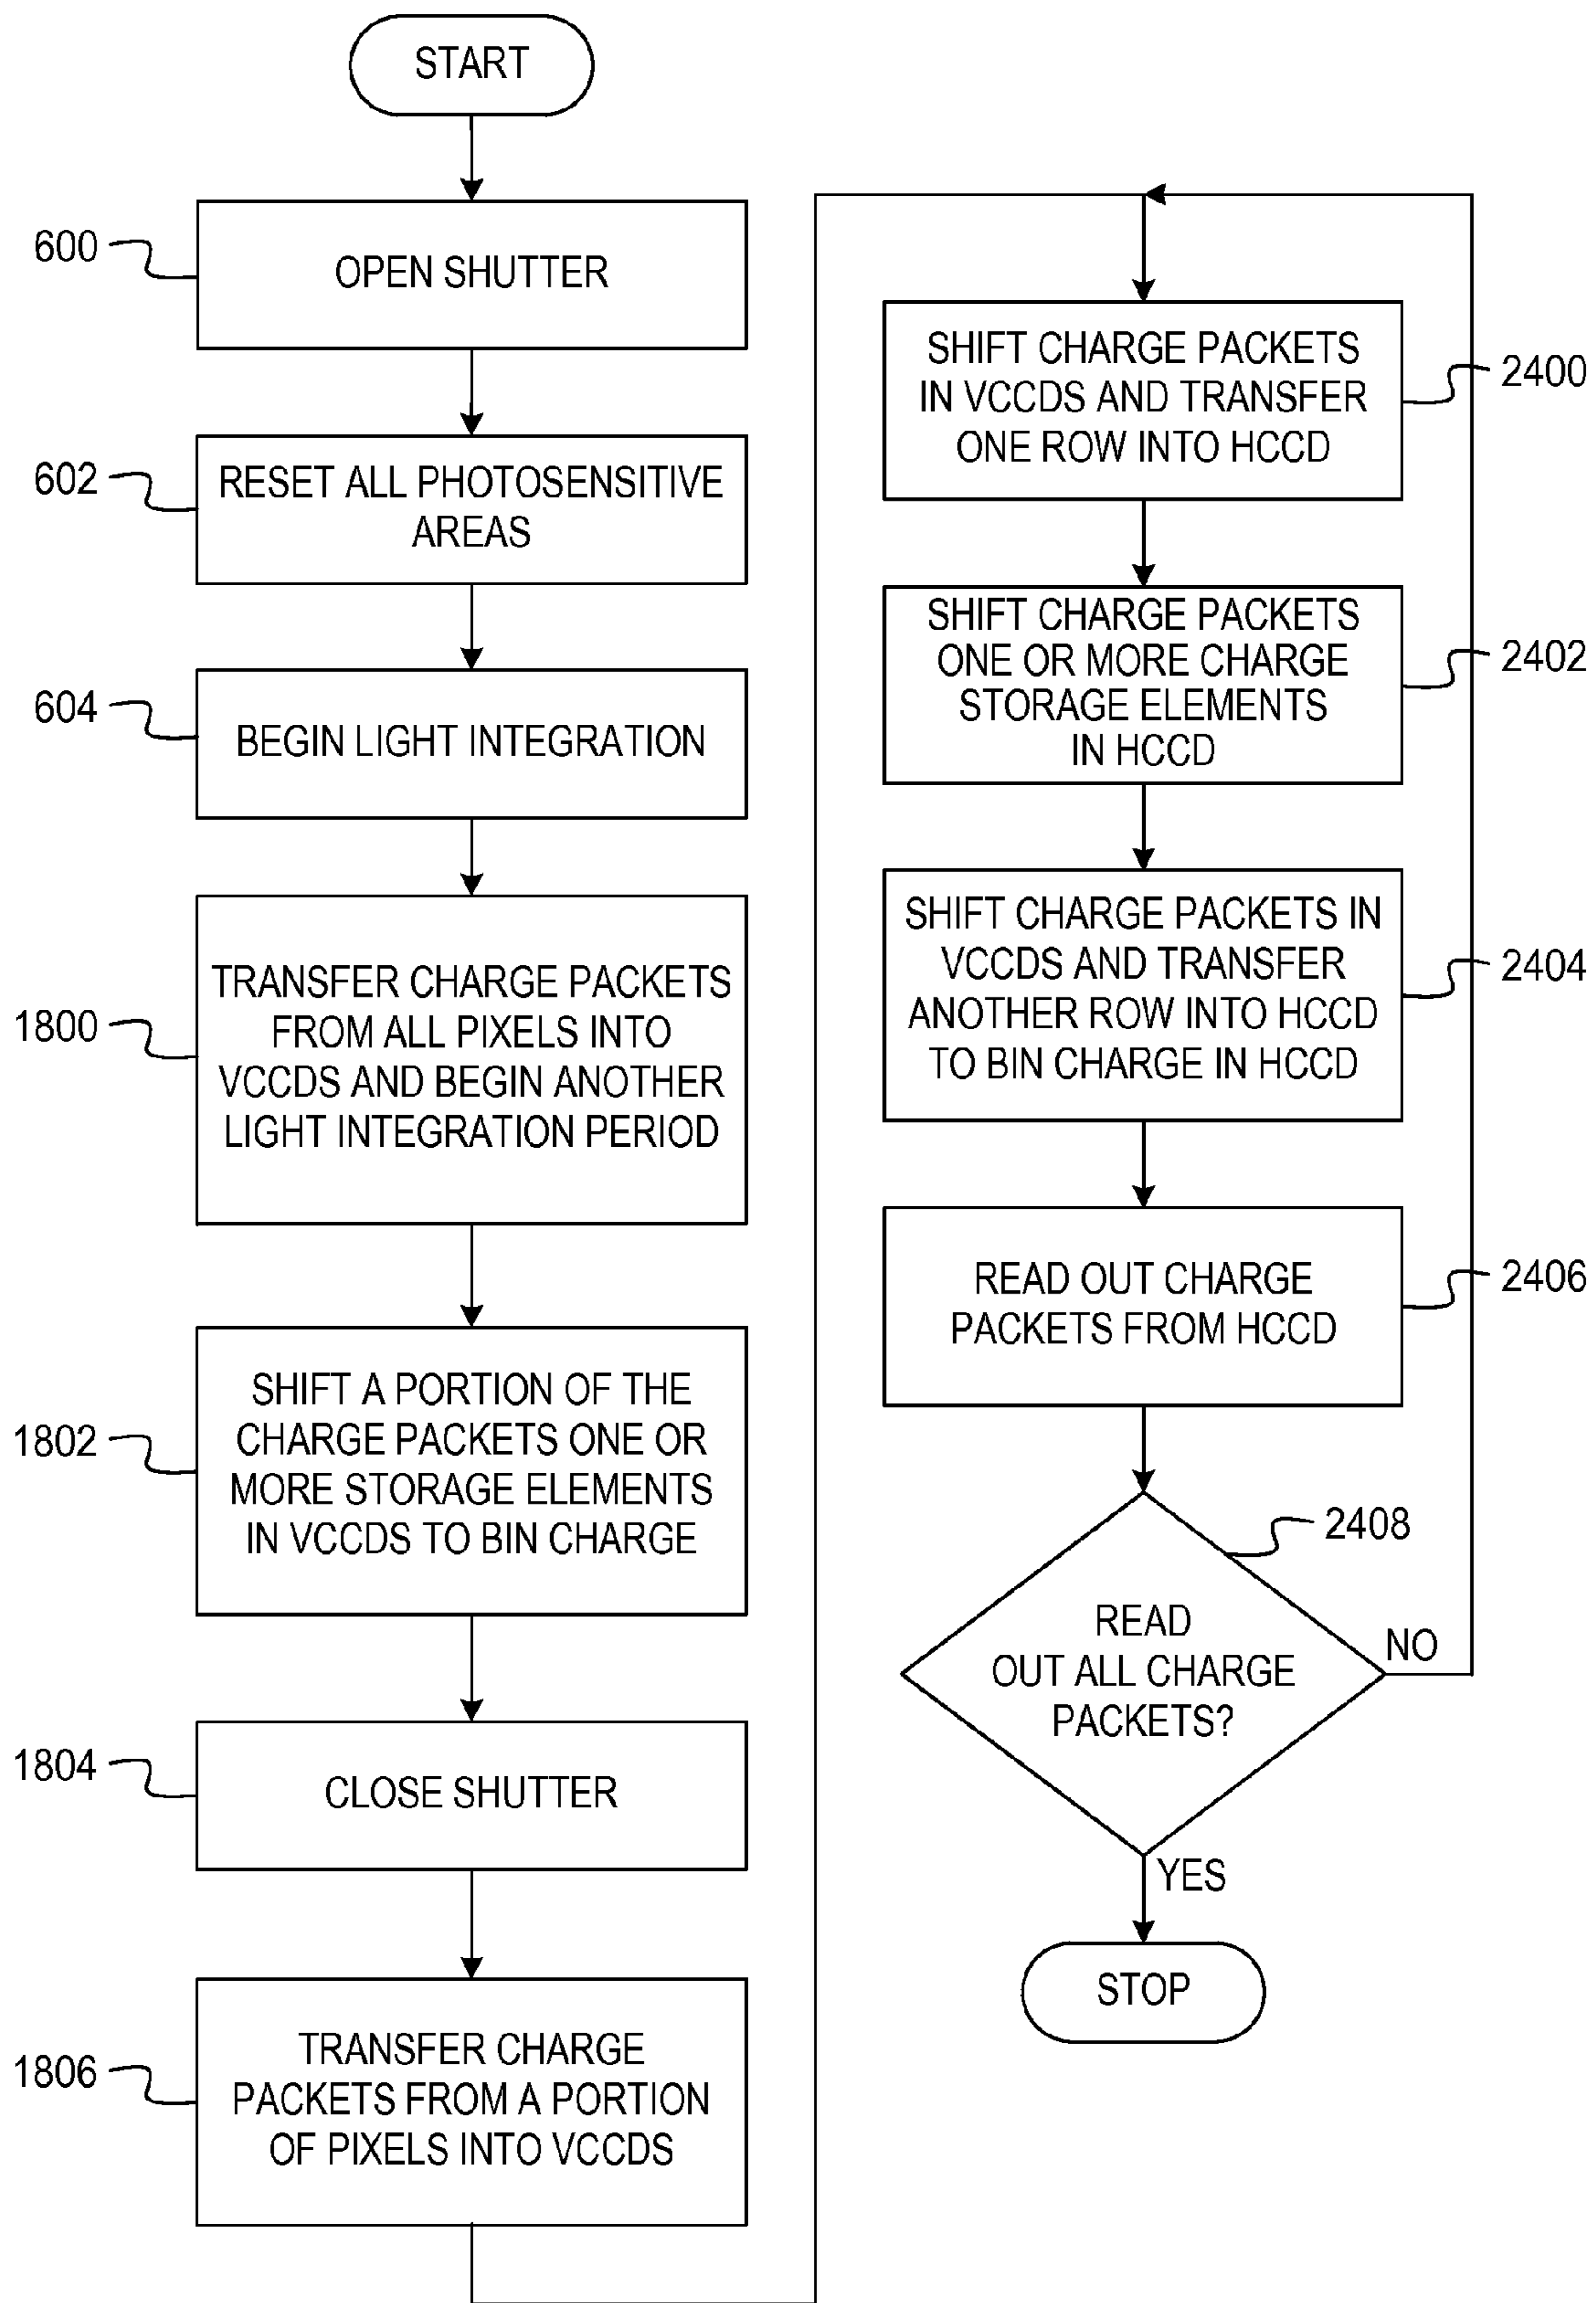 START
600
OPEN SHUTTER
602
RESET ALL PHOTOSENSITIVE
AREAS
604
BEGIN LIGHT INTEGRATION
1800
TRANSFER CHARGE PACKETS
FROM ALL PIXELS INTO
VCCDS AND BEGIN ANOTHER
LIGHT INTEGRATION PERIOD
1802
SHIFT A PORTION OF THE
CHARGE PACKETS ONE OR
MORE STORAGE ELEMENTS
IN VCCDS TO BIN CHARGE
1804
CLOSE SHUTTER
1806
TRANSFER CHARGE
PACKETS FROM A PORTION
OF PIXELS INTO VCCDS
SHIFT CHARGE PACKETS
IN VCCDS AND TRANSFER
ONE ROW INTO HCCD
2400
SHIFT CHARGE PACKETS
ONE OR MORE CHARGE
STORAGE ELEMENTS
IN HCCD
2402
SHIFT CHARGE PACKETS IN
VCCDS AND TRANSFER
ANOTHER ROW INTO HCCD
TO BIN CHARGE IN HCCD
2404
READ OUT CHARGE
PACKETS FROM HCCD
2406
2408
READ
OUT ALL CHARGE
PACKETS?
NO
YES
STOP